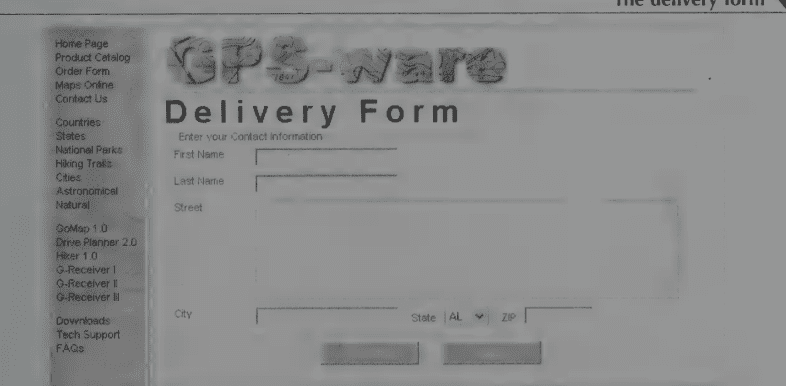 The delivery form
Home Page
Product Catalog
Order Form
Maps Online
Contact Us
Countries
States
National Parks
Hiking Trails
Cities
Astronomical
Natural
GoMap 1.0
Drive Planner 2.0
Hiker 1.0
G-Receiver I
G-Receiver II
G-Receiver III
Downloads
Tech Support
FAQs
GPS-ware
Delivery Form
Enter your Contact Information
First Name
Last Name
Street
City
State AL ZIP